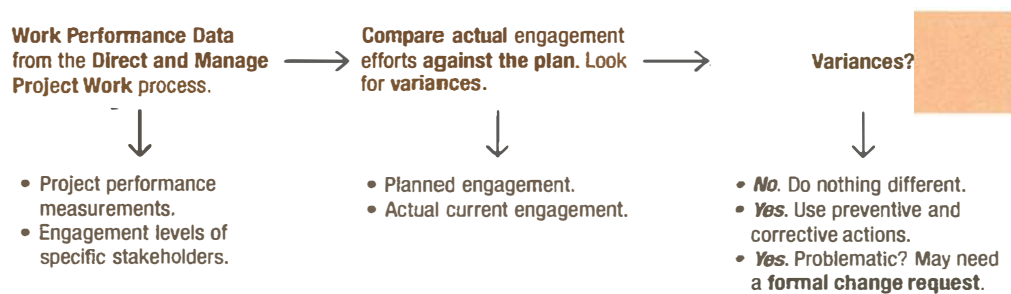 Work Performance Data
from the Direct and Manage
Project Work process.
Compare actual engagement
efforts against the plan. Look
for variances.
Variances?
• Project performance
measurements.
• Engagement levels of
specific stakeholders.
• Planned engagement.
• Actual current engagement.
• No. Do nothing different.
• Yes. Use preventive and
corrective actions.
• Yes. Problematic? May need
a formal change request.